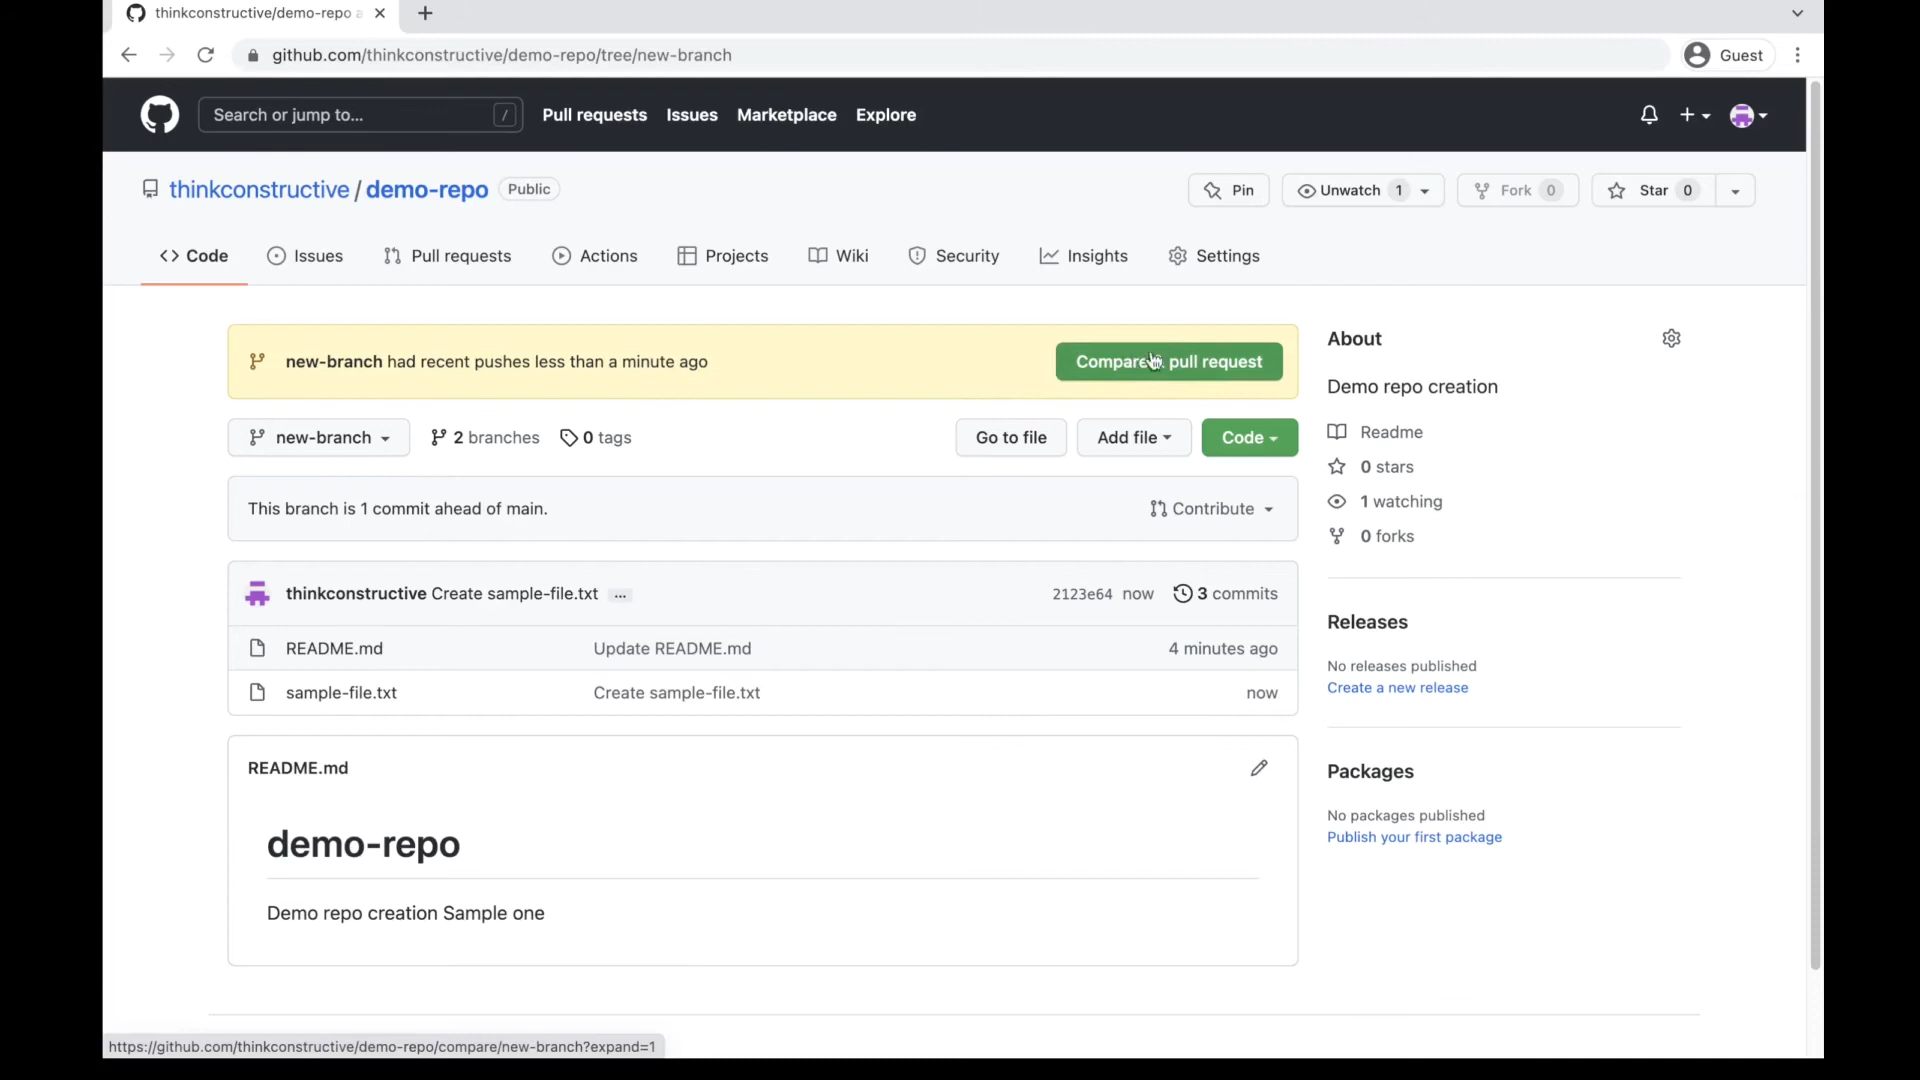 thinkconstructive/demo-repo a
github.com/thinkconstructive/demo-repo/tree/new-branch
Guest
Search or jump to...
/
Pull requests
Issues
Marketplace
Explore
thinkconstructive / demo-repo
Public
Pin
Unwatch 1
Fork 0
Star 0
Code
Issues
Pull requests
Actions
Projects
Wiki
Security
Insights
Settings
new-branch had recent pushes less than a minute ago
Compare pull request
new-branch
2 branches
0 tags
Go to file
Add file
Code
This branch is 1 commit ahead of main.
Contribute
thinkconstructive Create sample-file.txt ...
2123e64 now
3 commits
README.md
Update README.md
4 minutes ago
sample-file.txt
Create sample-file.txt
now
README.md
demo-repo
Demo repo creation Sample one
About
Demo repo creation
Readme
0 stars
1 watching
0 forks
Releases
No releases published
Create a new release
Packages
No packages published
Publish your first package
https://github.com/thinkconstructive/demo-repo/compare/new-branch?expand=1